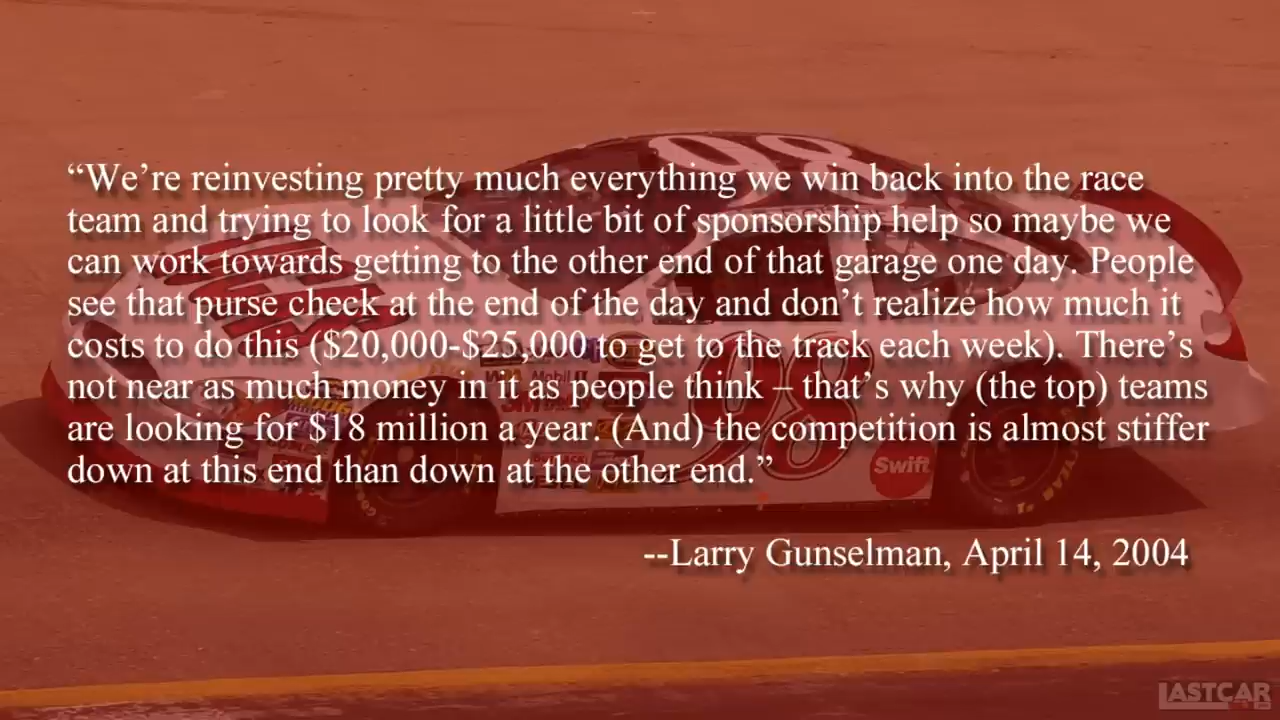 98
“We’re reinvesting pretty much everything we win back into the race
team and trying to look for a little bit of sponsorship help so maybe we
can work towards getting to the other end of that garage one day. People
see that purse check at the end of the day and don’t realize how much it
costs to do this ($20,000-$25,000 to get to the track each week). There’s
not near as much money in it as people think – that’s why (the top) teams
are looking for $18 million a year. (And) the competition is almost stiffer
down at this end than down at the other end.”
98
Swift
--Larry Gunselman, April 14, 2004
LASTCAR